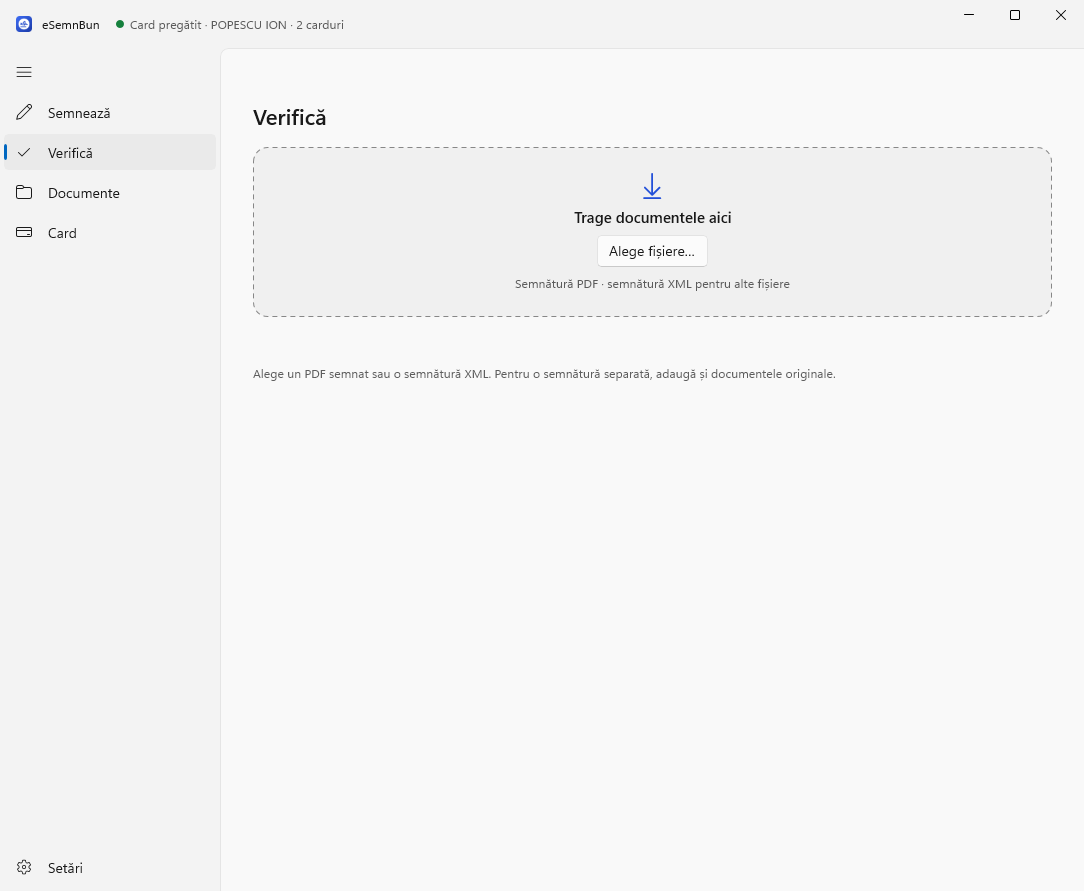 eSemnBun
Card pregătit · POPESCU ION · 2 carduri
Semnează
Verifică
Documente
Card
Setări
Verifică
Trage documentele aici
Alege fișiere...
Semnătură PDF · semnătură XML pentru alte fișiere
Alege un PDF semnat sau o semnătură XML. Pentru o semnătură separată, adaugă și documentele originale.